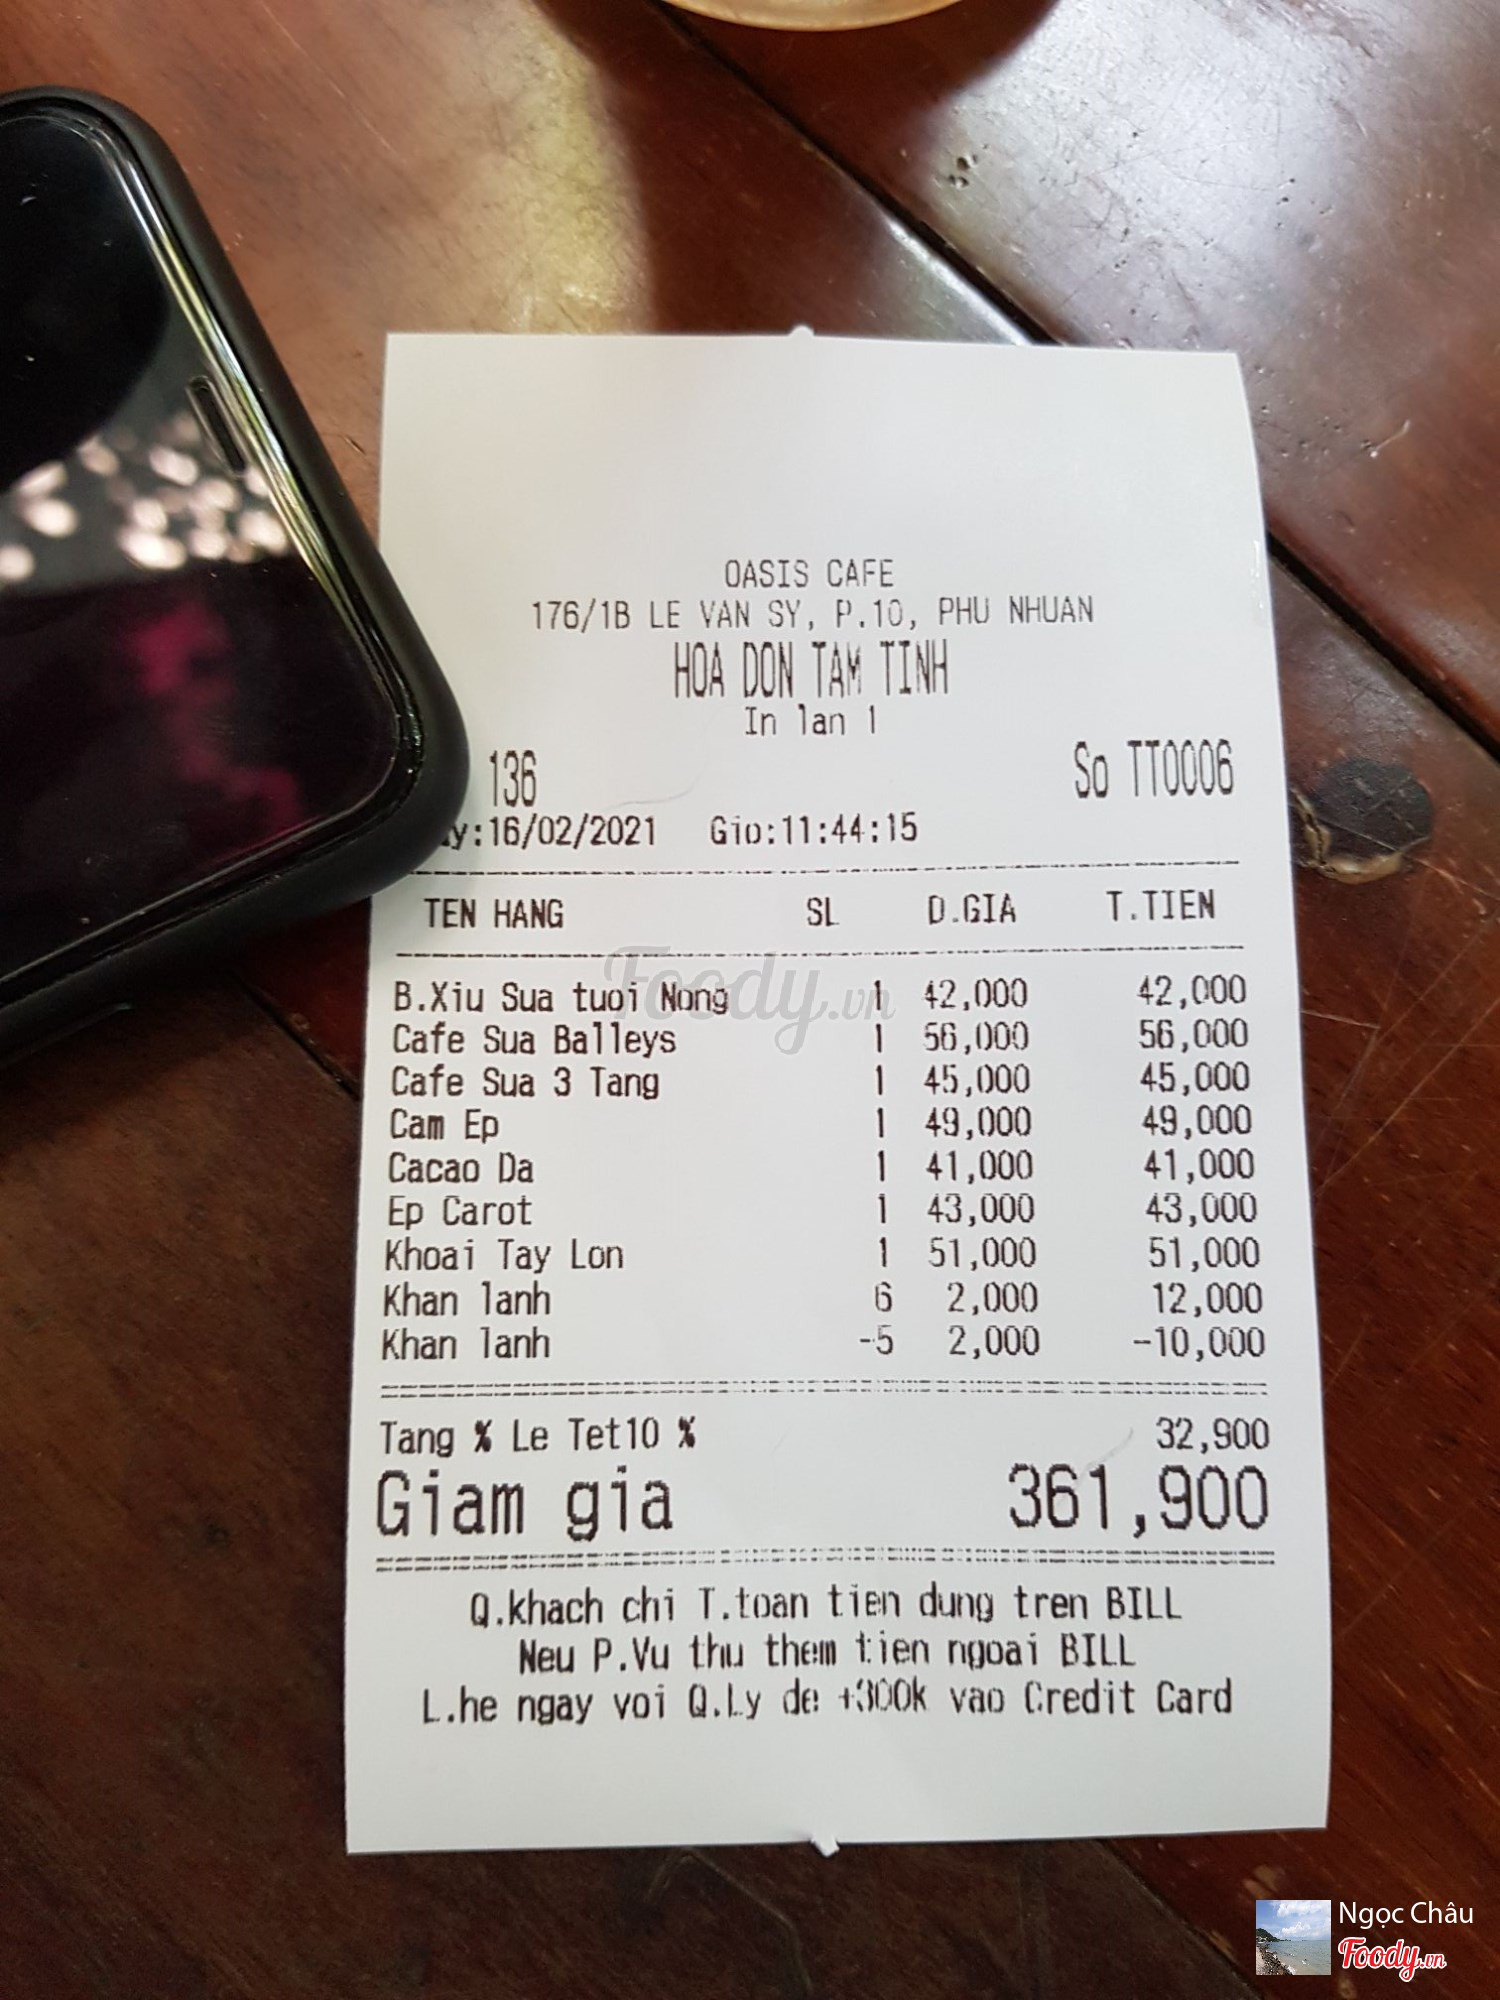 OASIS CAFE
176/1B LE VAN SY, P.10, PHU NHUAN
HOA DON TAM TINH
In lan 1
136 So TT0006
y:16/02/2021 Gio:11:44:15
TEN HANG SL D.GIA T.TIEN
B.Xiu Sua tuoi Nong 1 42,000 42,000
Cafe Sua Balleys 1 56,000 56,000
Cafe Sua 3 Tang 1 45,000 45,000
Cam Ep 1 49,000 49,000
Cacao Da 1 41,000 41,000
Ep Carot 1 43,000 43,000
Khoai Tay Lon 1 51,000 51,000
Khan lanh 6 2,000 12,000
Khan lanh -5 2,000 -10,000
Tang % Le Tet10 % 32,900
Giam gia 361,900
Q.khach chi T.toan tien dung tren BILL
Neu P.Vu thu them tien ngoai BILL
L.he ngay voi Q.Ly de +300k vao Credit Card
Foody.vn
Ngọc Châu
Foody.vn